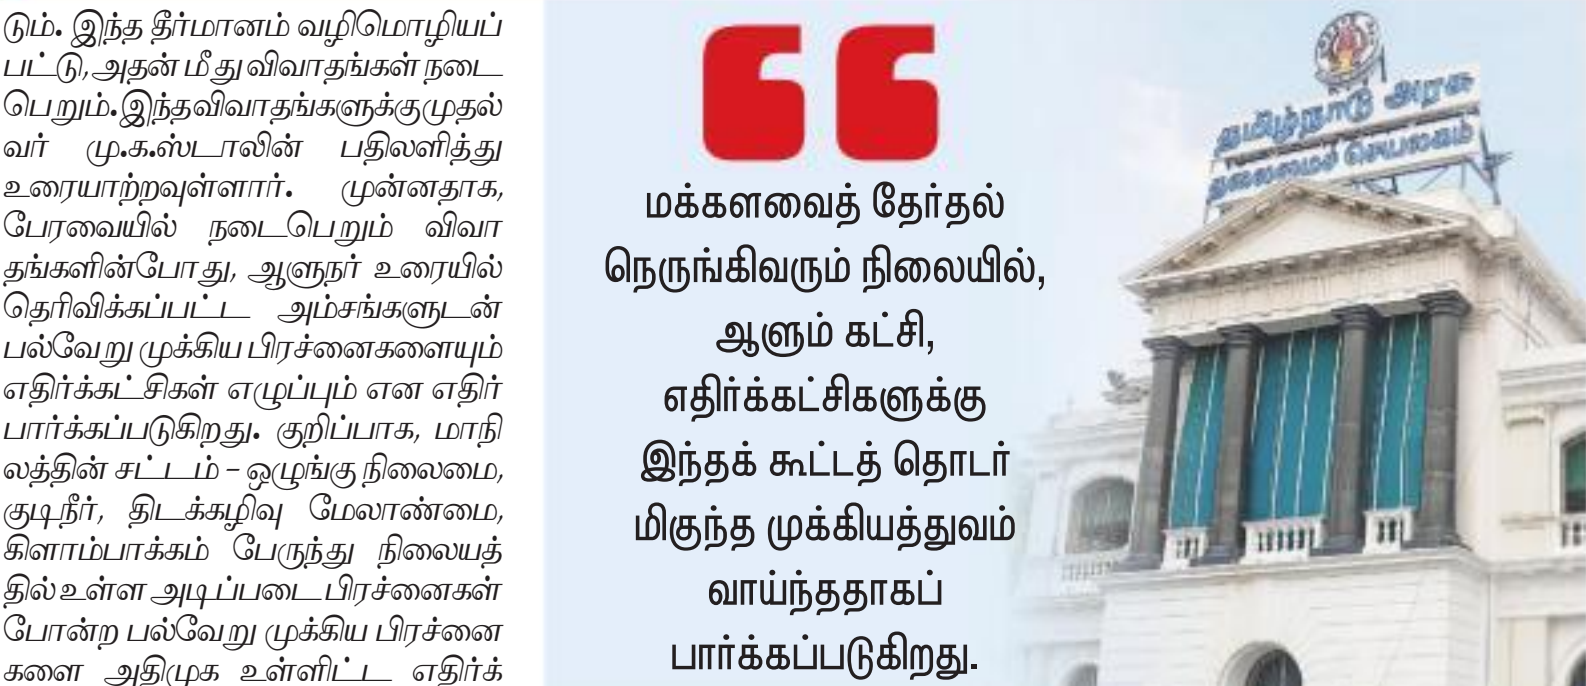 டும். இந்த தீர்மானம் வழிமொழியப்
பட்டு, அதன் மீது விவாதங்கள் நடை
பெறும். இந்தவிவாதங்களுக்கு முதல்
வர் மு.க.ஸ்டாலின் பதிலளித்து
உரையாற்றவுள்ளார். முன்னதாக,
பேரவையில் நடைபெறும் விவா
தங்களின்போது, ஆளுநர் உரையில்
தெரிவிக்கப்பட்ட அம்சங்களுடன்
பல்வேறு முக்கிய பிரச்னைகளையும்
எதிர்க்கட்சிகள் எழுப்பும் என எதிர்
பார்க்கப்படுகிறது. குறிப்பாக, மாநி
லத்தின் சட்டம் – ஒழுங்கு நிலைமை,
குடிநீர், திடக்கழிவு மேலாண்மை,
கிளாம்பாக்கம் பேருந்து நிலையத்
தில் உள்ள அடிப்படை பிரச்னைகள்
போன்ற பல்வேறு முக்கிய பிரச்னை
களை அதிமுக உள்ளிட்ட எதிர்க்
❝
மக்களவைத் தேர்தல்
நெருங்கிவரும் நிலையில்,
ஆளும் கட்சி,
எதிர்க்கட்சிகளுக்கு
இந்தக் கூட்டத் தொடர்
மிகுந்த முக்கியத்துவம்
வாய்ந்ததாகப்
பார்க்கப்படுகிறது.
தமிழ்நாடு அரசு
தலைமைச் செயலகம்